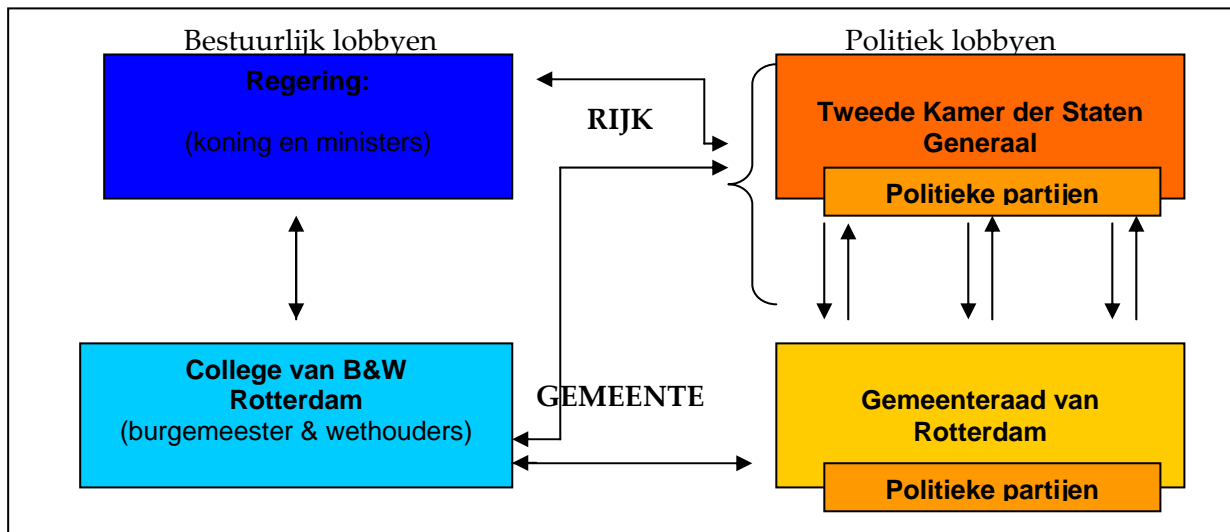 Bestuurlijk lobbyen
Politiek lobbyen
Regering:
(koning en ministers)
RIJK
Tweede Kamer der Staten
Generaal
Politieke partijen
College van B&W
Rotterdam
(burgemeester & wethouders)
GEMEENTE
Gemeenteraad van
Rotterdam
Politieke partijen